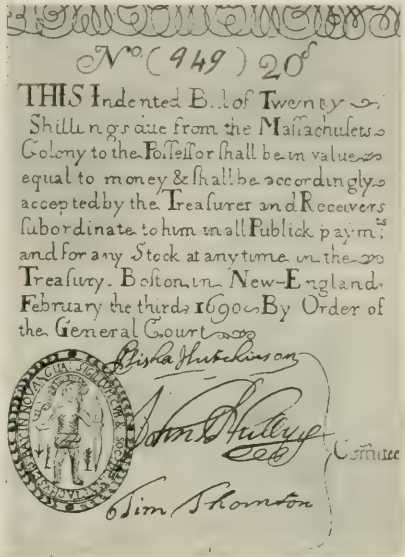 No (949) 20s
THIS Indented B.l of Twenty
Shillings due from the Massachusets
Colony to the Possessor shall be in value
equal to money & shall be accordingly
accepted by the Treasurer and Receivers
subordinate to him in all Publick paymts
and for any Stock at any time in the
Treasury. Boston in New-England
February the third 1690 By Order of
the General Court
Elisha Hutchinson
John Phillips
Comittee
Tim Thornton